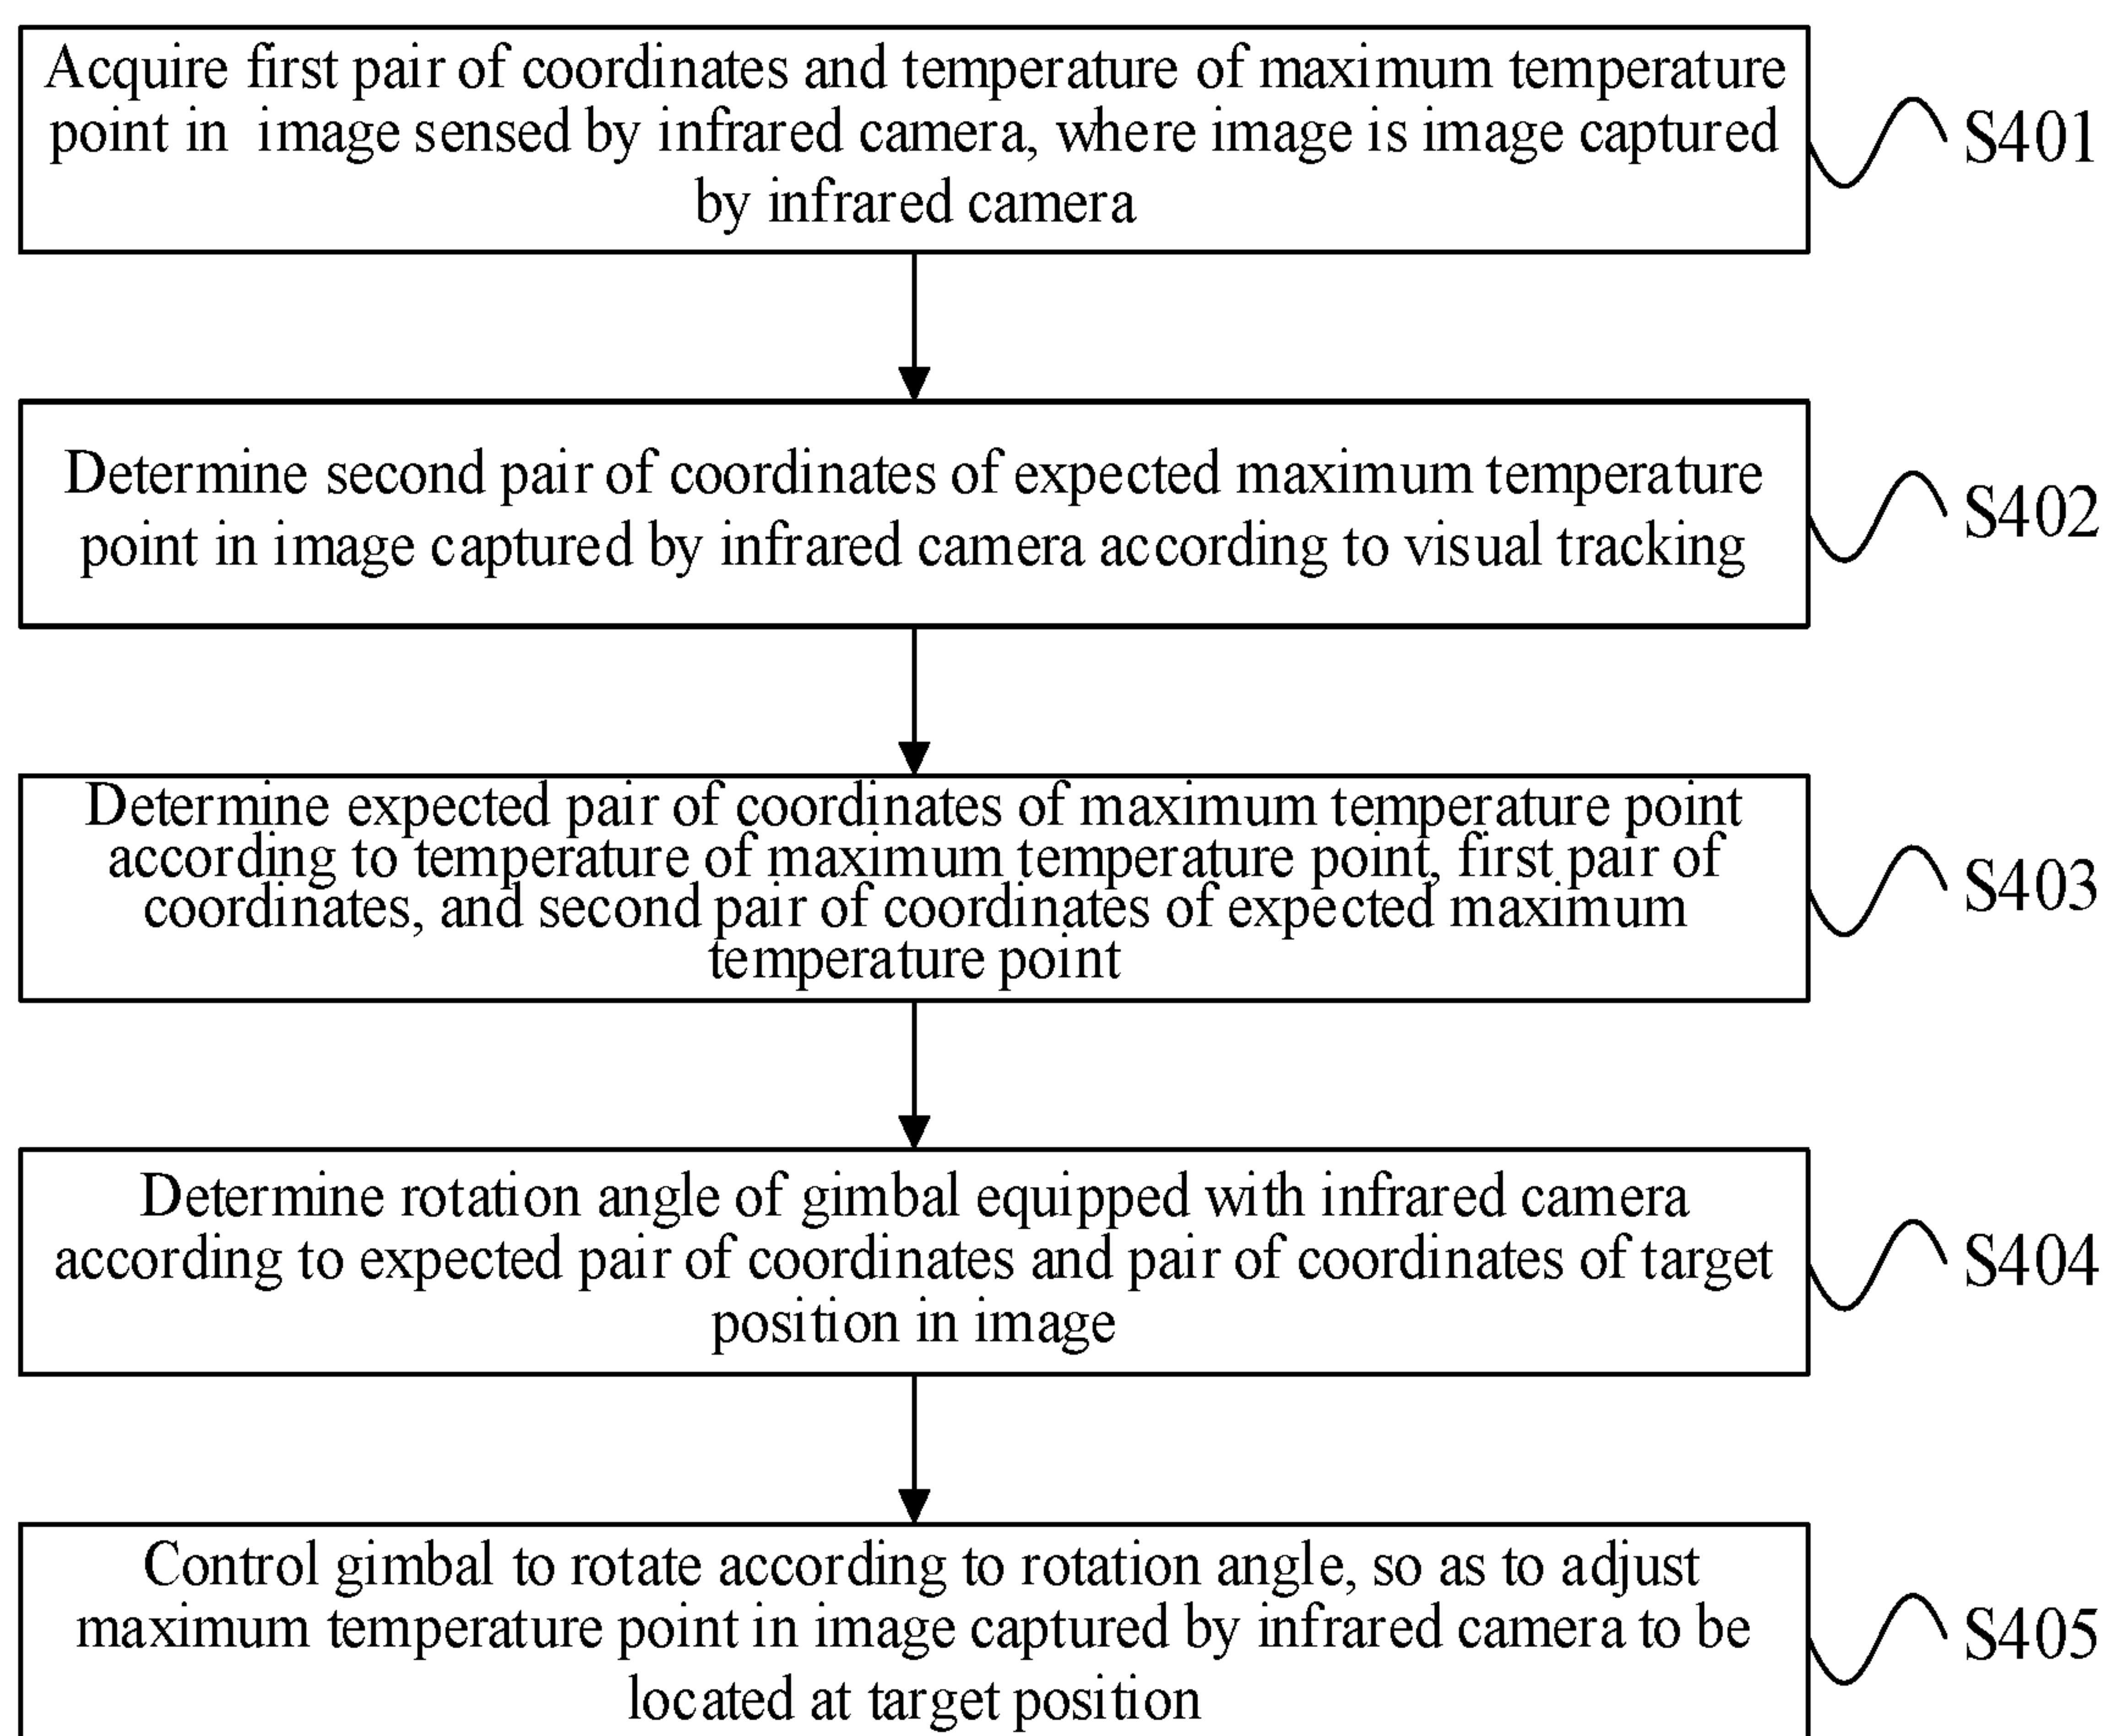 Acquire first pair of coordinates and temperature of maximum temperature
point in image sensed by infrared camera, where image is image captured
by infrared camera
S401
Determine second pair of coordinates of expected maximum temperature
point in image captured by infrared camera according to visual tracking
S402
Determine expected pair of coordinates of maximum temperature point
according to temperature of maximum temperature point, first pair of
coordinates, and second pair of coordinates of expected maximum
temperature point
S403
Determine rotation angle of gimbal equipped with infrared camera
according to expected pair of coordinates and pair of coordinates of target
position in image
S404
Control gimbal to rotate according to rotation angle, so as to adjust
maximum temperature point in image captured by infrared camera to be
located at target position
S405